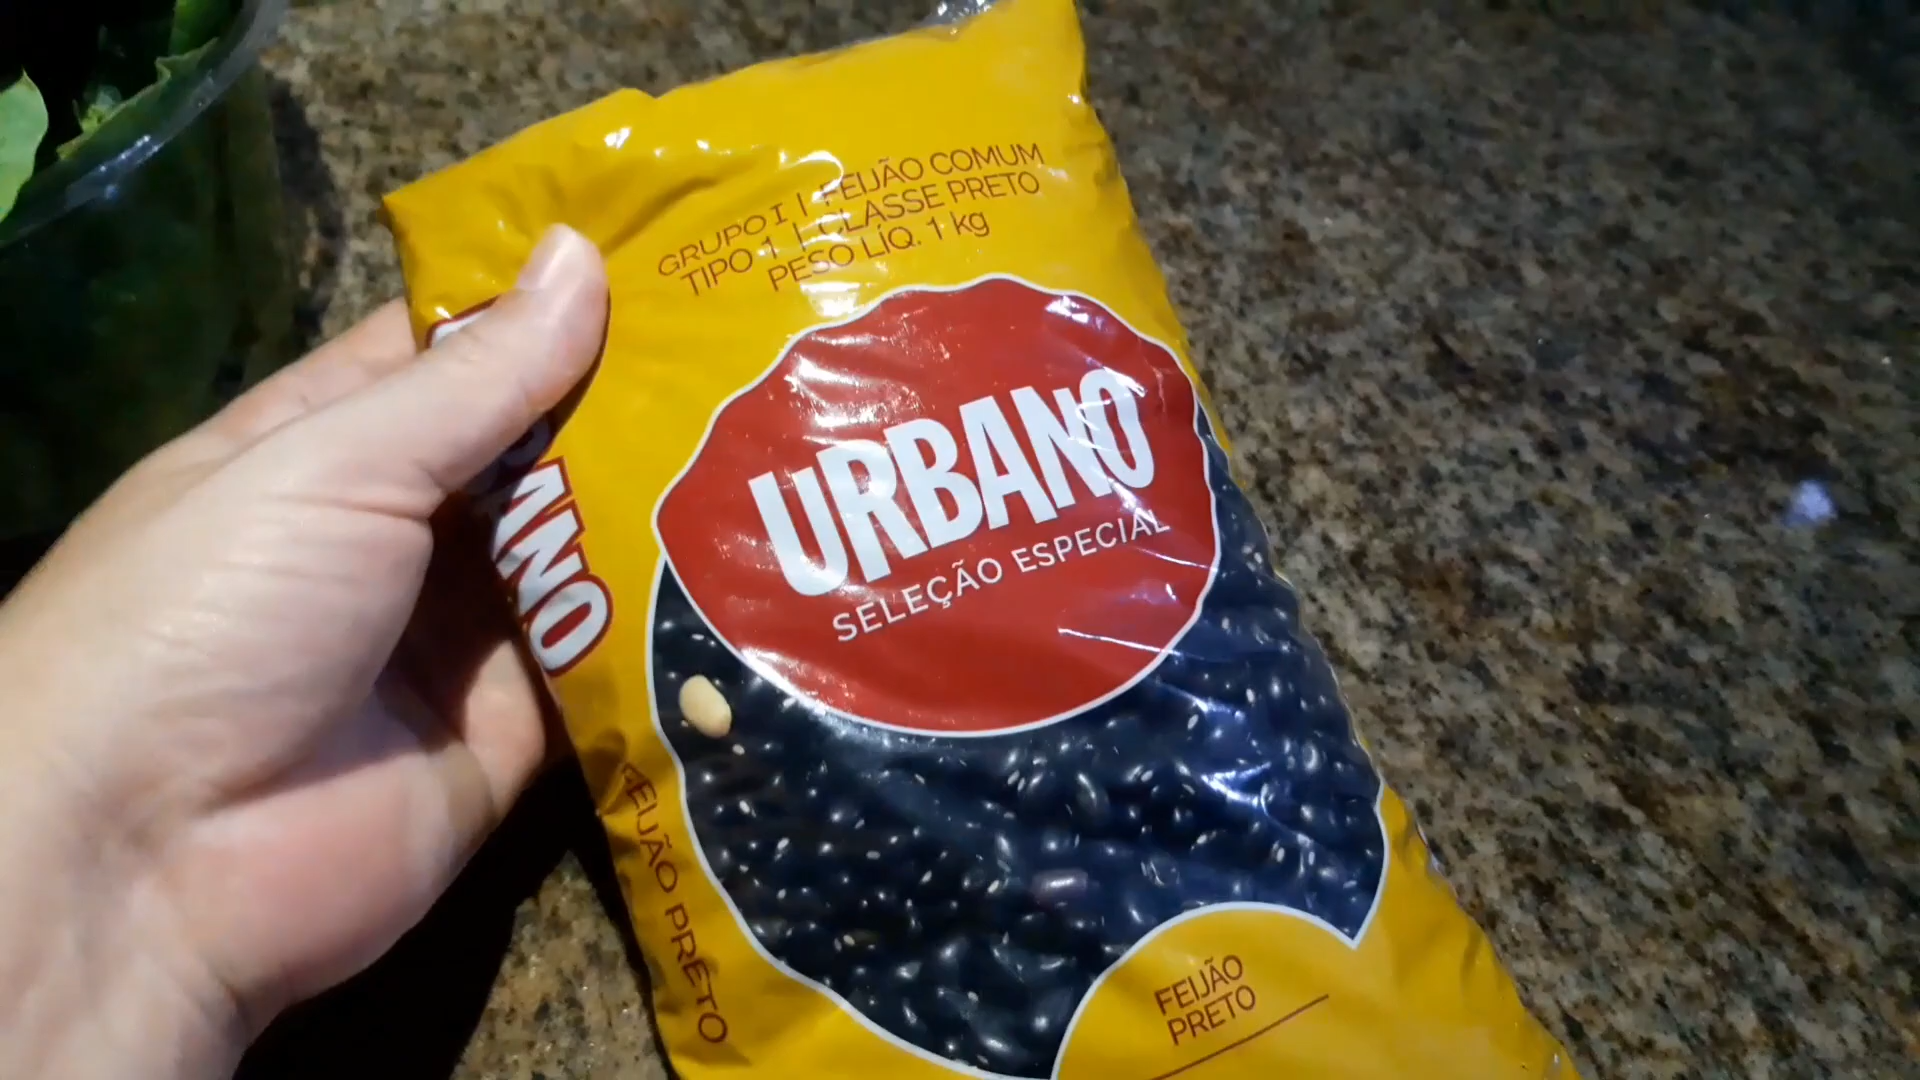 GRUPO I | FEIJÃO COMUM
TIPO 1 | CLASSE PRETO
PESO LÍQ. 1 kg
URBANO
SELEÇÃO ESPECIAL
FEIJÃO PRETO
FEIJÃO
PRETO